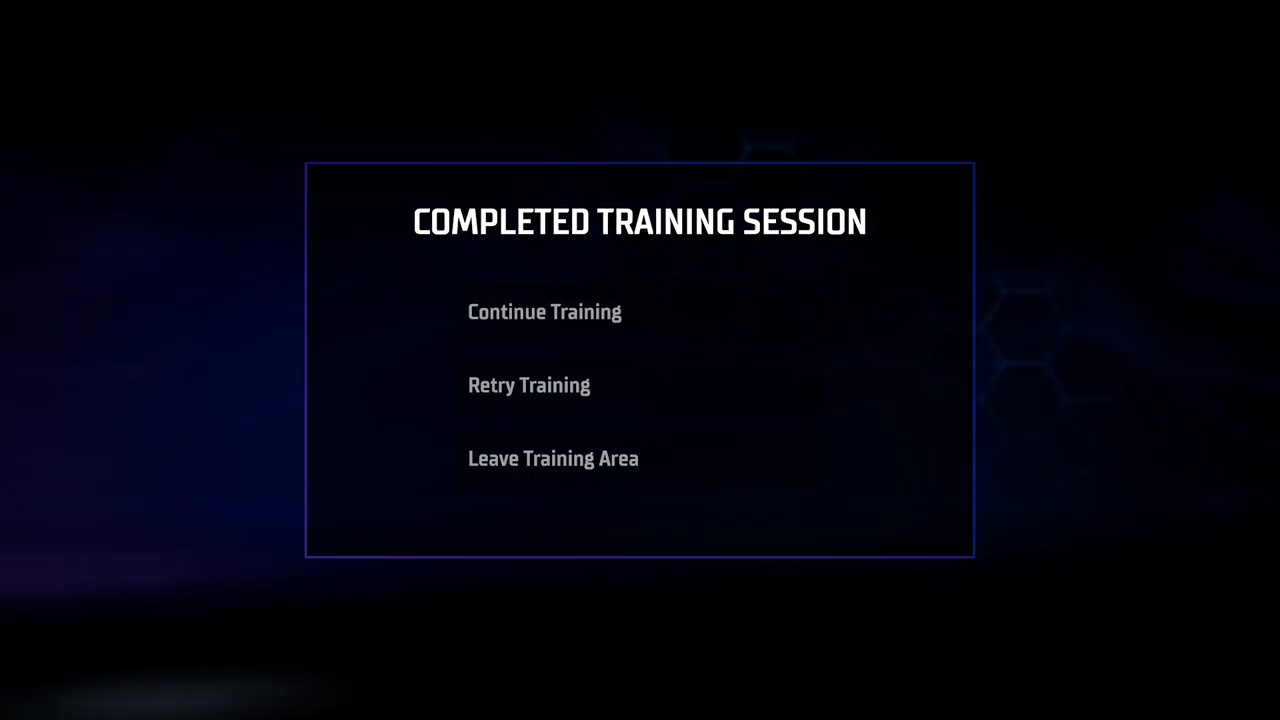 COMPLETED TRAINING SESSION
Continue Training
Retry Training
Leave Training Area